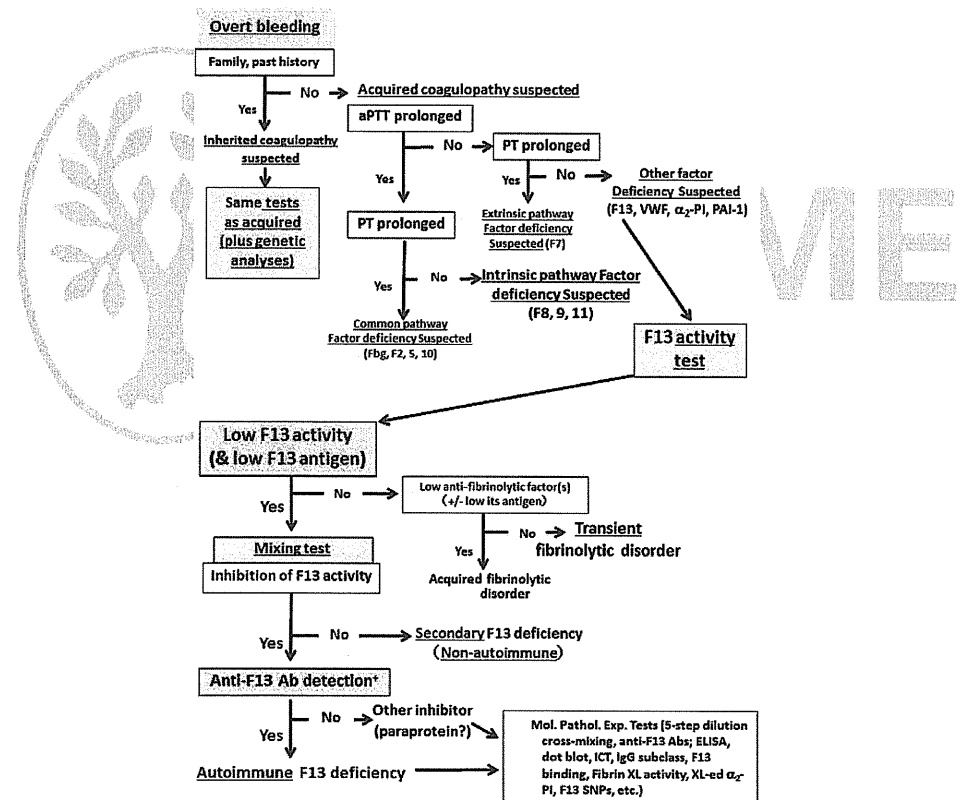 Overt bleeding
Family, past history
No
Acquired coagulopathy suspected
Yes
aPTT prolonged
Inherited coagulopathy
suspected
No
PT prolonged
Yes
Yes
No
Other factor
Deficiency Suspected
(F13, VWF, α2-PI, PAI-1)
Same tests
as acquired
(plus genetic
analyses)
PT prolonged
Extrinsic pathway
Factor deficiency
Suspected (F7)
Yes
No
Intrinsic pathway Factor
deficiency Suspected
(F8, 9, 11)
Common pathway
Factor deficiency Suspected
(Fbg, F2, 5, 10)
F13 activity
test
Low F13 activity
(& low F13 antigen)
Yes
No
Low anti-fibrinolytic factor(s)
(+/- low its antigen)
Yes
No
Transient
fibrinolytic disorder
Mixing test
Inhibition of F13 activity
Acquired fibrinolytic
disorder
Yes
No
Secondary F13 deficiency
(Non-autoimmune)
Anti-F13 Ab detection+
Yes
No
Other inhibitor
(paraprotein?)
Mol. Pathol. Exp. Tests [5-step dilution
cross-mixing, anti-F13 Abs; ELISA,
dot blot, ICT, IgG subclass, F13
binding, Fibrin XL activity, XL-ed α2-
PI, F13 SNPs, etc.)
Autoimmune F13 deficiency
ME